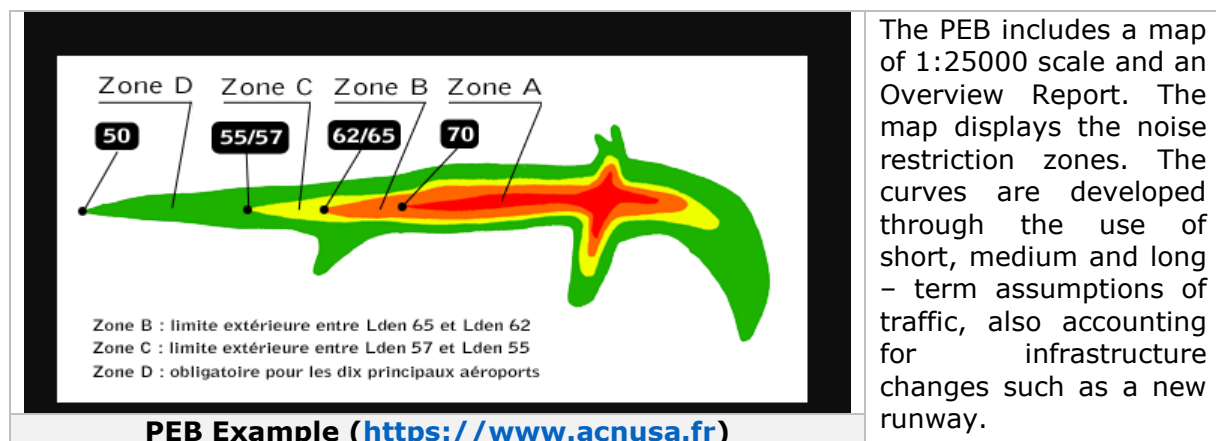 Zone D Zone C Zone B Zone A
50 55/57 62/65 70
Zone B : limite extérieure entre Lden 65 et Lden 62
Zone C : limite extérieure entre Lden 57 et Lden 55
Zone D : obligatoire pour les dix principaux aéroports
PEB Example (https://www.acnusa.fr)
The PEB includes a map
of 1:25000 scale and an
Overview Report. The
map displays the noise
restriction zones. The
curves are developed
through the use of
short, medium and long
– term assumptions of
traffic, also accounting
for infrastructure
changes such as a new
runway.